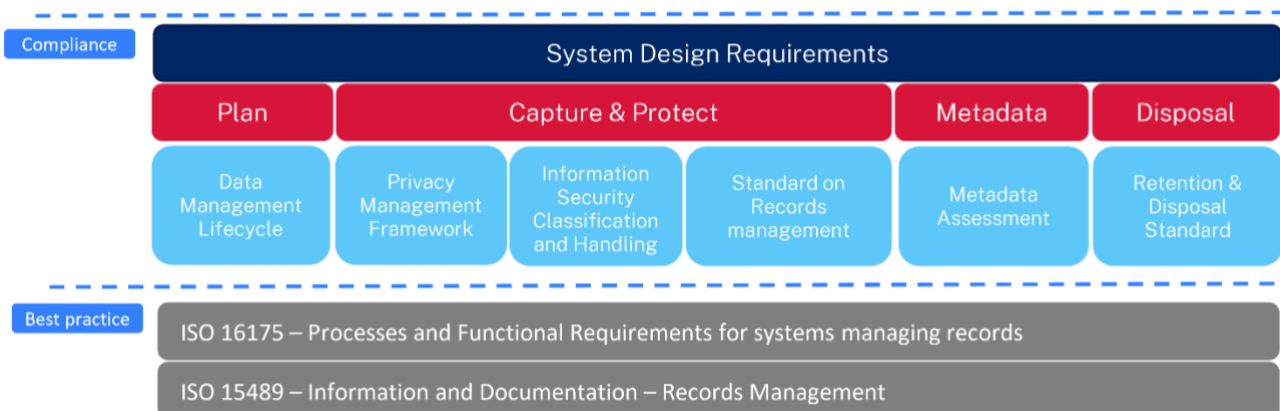 Compliance
System Design Requirements
Plan
Capture & Protect
Metadata
Disposal
Data
Management
Lifecycle
Privacy
Management
Framework
Information
Security
Classification
and Handling
Standard on
Records
management
Metadata
Assessment
Retention &
Disposal
Standard
Best practice
ISO 16175 – Processes and Functional Requirements for systems managing records
ISO 15489 – Information and Documentation – Records Management